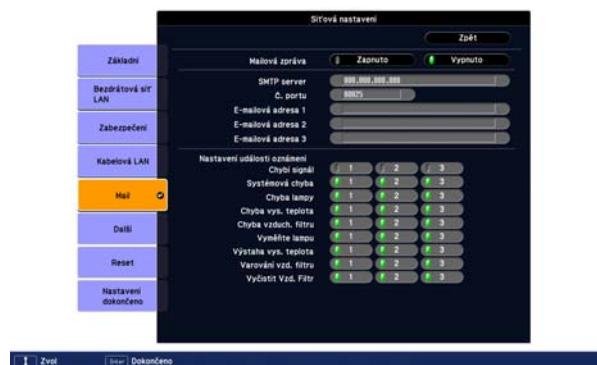 Síťová nastavení
Zpět
Základní
Bezdrátová síť
LAN
Zabezpečení
Kabelová LAN
Mail
Další
Reset
Nastavení
dokončeno
Mailová zpráva Zapnuto Vypnuto
SMTP server 000.000.000.000
Č. portu 00025
E-mailová adresa 1
E-mailová adresa 2
E-mailová adresa 3
Nastavení události oznámení
Chybí signál 1 2 3
Systémová chyba 1 2 3
Chyba lampy 1 2 3
Chyba vys. teplota 1 2 3
Chyba vzduch. filtru 1 2 3
Vyměňte lampu 1 2 3
Výstaha vys. teplota 1 2 3
Varování vzd. filtru 1 2 3
Vyčistit Vzd. Filtr 1 2 3
Zvol Enter Dokončeno